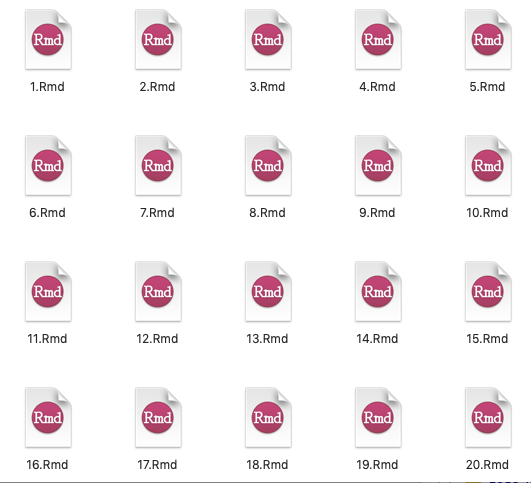 Rmd Rmd Rmd Rmd Rmd
1.Rmd 2.Rmd 3.Rmd 4.Rmd 5.Rmd
Rmd Rmd Rmd Rmd Rmd
6.Rmd 7.Rmd 8.Rmd 9.Rmd 10.Rmd
Rmd Rmd Rmd Rmd Rmd
11.Rmd 12.Rmd 13.Rmd 14.Rmd 15.Rmd
Rmd Rmd Rmd Rmd Rmd
16.Rmd 17.Rmd 18.Rmd 19.Rmd 20.Rmd